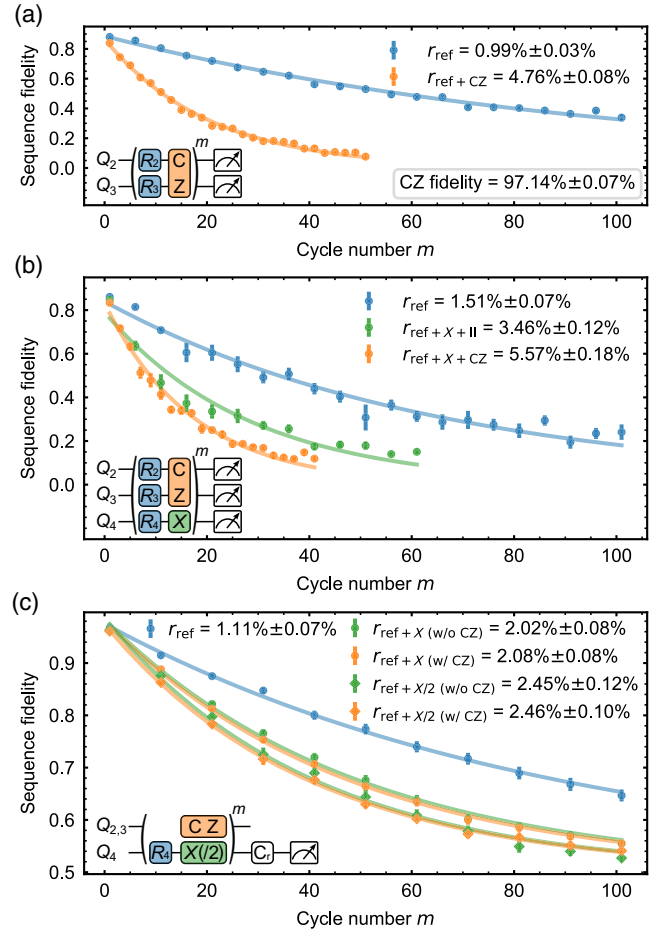 (a)
Sequence fidelity
0.8
0.6
0.4
0.2
0.0
r_ref = 0.99%±0.03%
r_ref + CZ = 4.76%±0.08%
Q₂ R₂ C m
Q₃ R₃ Z
CZ fidelity = 97.14%±0.07%
0 20 40 60 80 100
Cycle number m
(b)
Sequence fidelity
0.8
0.6
0.4
0.2
0.0
r_ref = 1.51%±0.07%
r_ref + X + II = 3.46%±0.12%
r_ref + X + CZ = 5.57%±0.18%
Q₂ R₂ C m
Q₃ R₃ Z
Q₄ R₄ X
0 20 40 60 80 100
Cycle number m
(c)
Sequence fidelity
0.9
0.8
0.7
0.6
0.5
r_ref = 1.11%±0.07%
r_ref + X (w/o CZ) = 2.02%±0.08%
r_ref + X (w/ CZ) = 2.08%±0.08%
r_ref + X/2 (w/o CZ) = 2.45%±0.12%
r_ref + X/2 (w/ CZ) = 2.46%±0.10%
Q₂,₃ C Z m
Q₄ R₄ X(/2) Cᵣ
0 20 40 60 80 100
Cycle number m